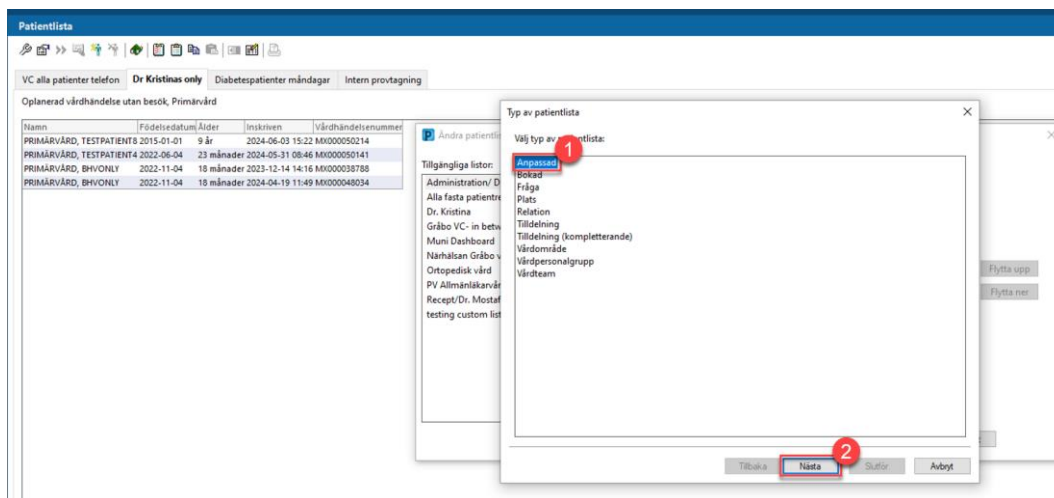 Patientlista
VC alla patienter telefon Dr Kristinas only Diabetespatienter måndagar Intern provtagning
Oplanerad vårdhändelse utan besök, Primärvård
Namn Födelsedatum Ålder Inskriven Vårdhändelsenummer
PRIMÄRVÅRD, TESTPATIENT8 2015-01-01 9 år 2024-06-03 15:22 MX000050214
PRIMÄRVÅRD, TESTPATIENT4 2022-06-04 23 månader 2024-05-31 08:46 MX000050141
PRIMÄRVÅRD, BHVONLY 2022-11-04 18 månader 2023-12-14 14:16 MX000038788
PRIMÄRVÅRD, BHVONLY 2022-11-04 18 månader 2024-04-19 11:49 MX000048034
Ändra patientlis
Tillgängliga listor:
Administration/ D
Alla fasta patientre
Dr. Kristina
Gråbo VC- in betw
Muni Dashboard
Närhälsan Gråbo v
Ortopedisk vård
PV Allmänläkarvår
Recept/Dr. Mostaf
testing custom list
Flytta upp
Flytta ner
Typ av patientlista
Välj typ av patientlista:
1
Anpassad
Bokad
Fråga
Plats
Relation
Tilldelning
Tilldelning (kompletterande)
Vårdområde
Vårdpersonalgrupp
Vårdteam
2
Tillbaka Nästa Slutför Avbryt